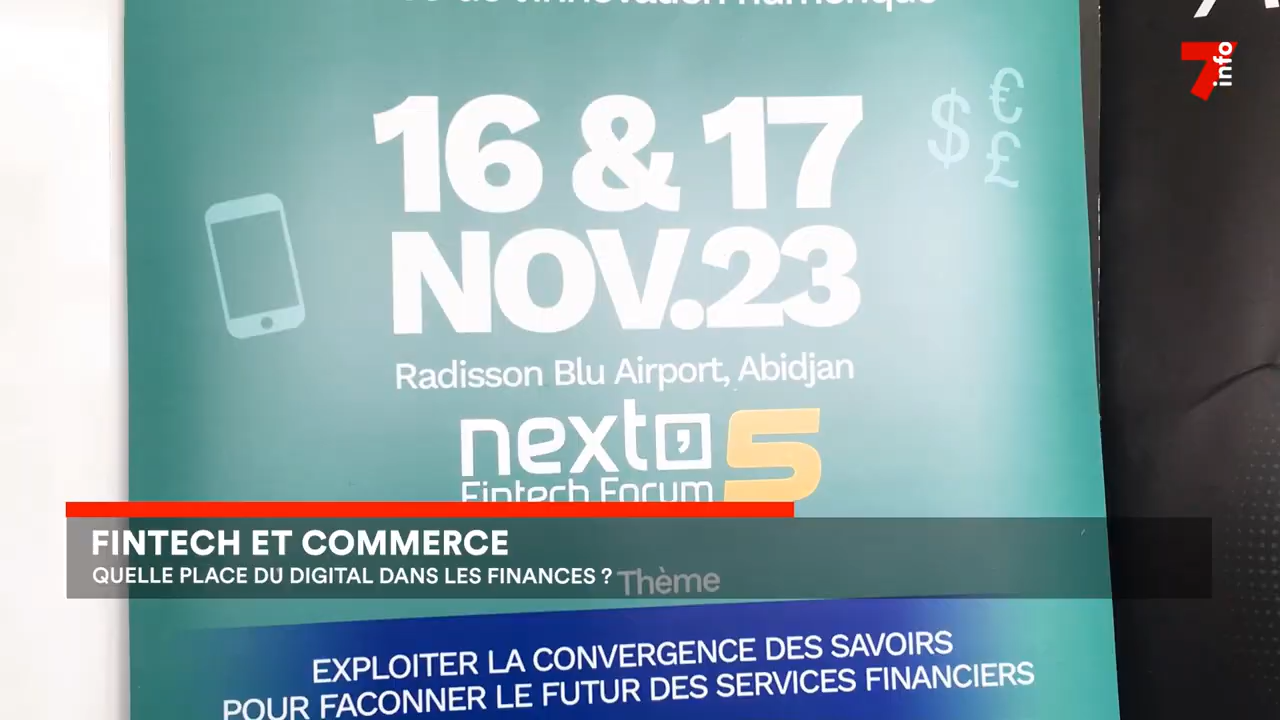 numérique
7 info
$ €
£
16 & 17
NOV.23
Radisson Blu Airport, Abidjan
next 5
Fintech Forum
FINTECH ET COMMERCE
QUELLE PLACE DU DIGITAL DANS LES FINANCES ?
Thème
EXPLOITER LA CONVERGENCE DES SAVOIRS
POUR FACONNER LE FUTUR DES SERVICES FINANCIERS